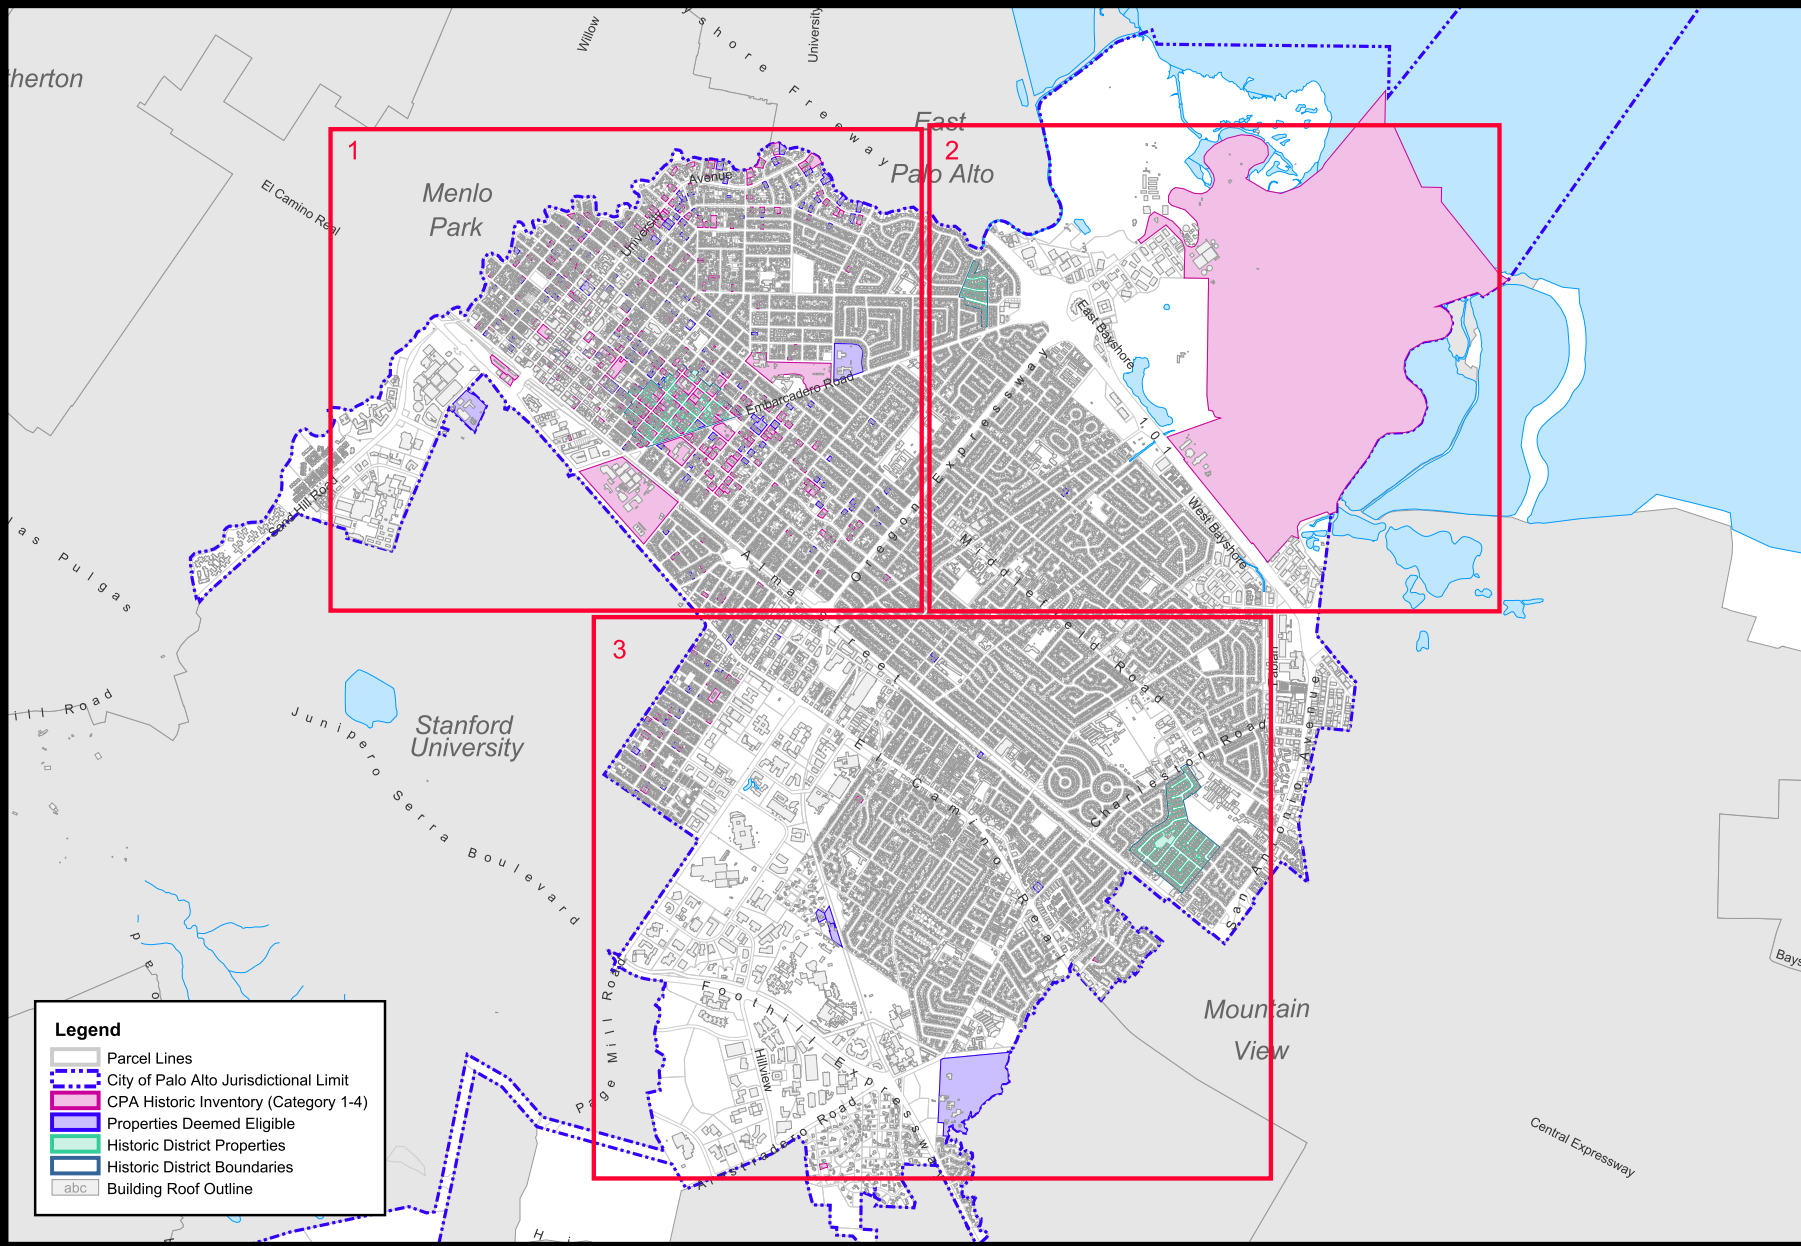 therton
Willow
University
yshore Freeway
East
Palo Alto
1
2
Menlo
Park
El Camino Real
Avenue
University
East Bayshore
Embarcadero Road
101
Oregon Expressway
Sand Hill Road
West Bayshore
las Pulgas
Alma Street
Middlefield Road
3
Fabian
ill Road
Stanford
University
Junipero Serra Boulevard
El Camino Real
Charleston Road
San Antonio Avenue
Page Mill Road
Foothill Expressway
Hillview
Arastradero Road
Mountain
View
Bays
Central Expressway
Legend
Parcel Lines
City of Palo Alto Jurisdictional Limit
CPA Historic Inventory (Category 1-4)
Properties Deemed Eligible
Historic District Properties
Historic District Boundaries
abc
Building Roof Outline